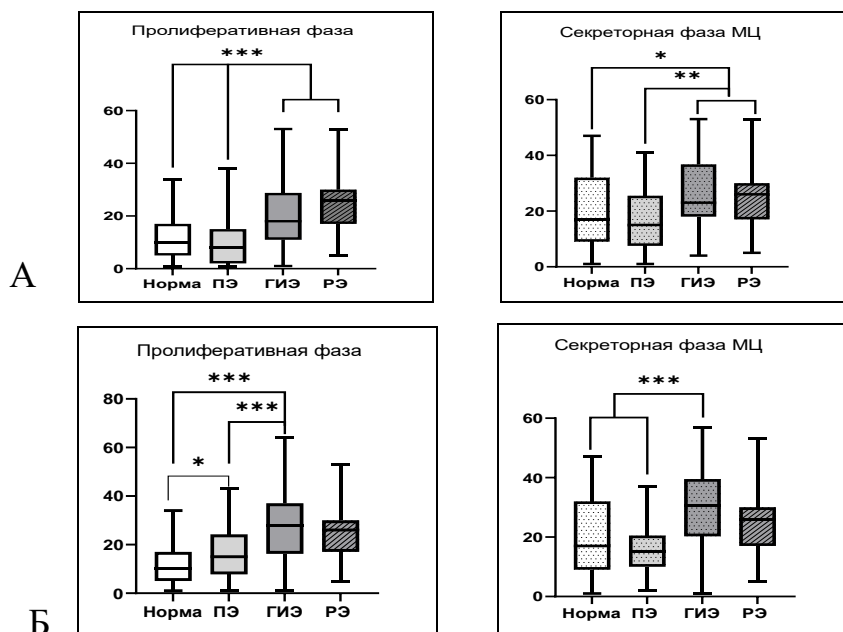 Пролиферативная фаза
***
60
40
20
0
Норма ПЭ ГИЭ РЭ
Секреторная фаза МЦ
*
**
60
40
20
0
Норма ПЭ ГИЭ РЭ
А
Пролиферативная фаза
***
***
*
80
60
40
20
0
Норма ПЭ ГИЭ РЭ
Секреторная фаза МЦ
***
60
40
20
0
Норма ПЭ ГИЭ РЭ
Б